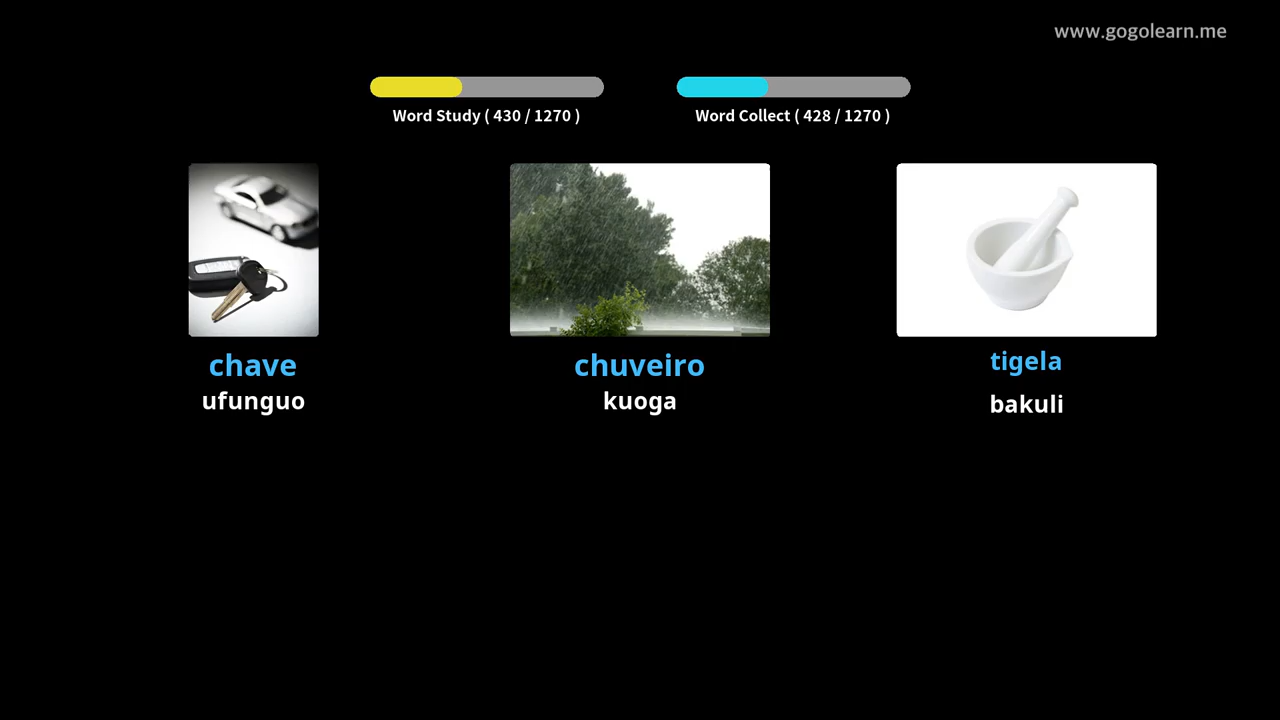 www.gogolearn.me
Word Study ( 430 / 1270 )
Word Collect ( 428 / 1270 )
chave
ufunguo
chuveiro
kuoga
tigela
bakuli